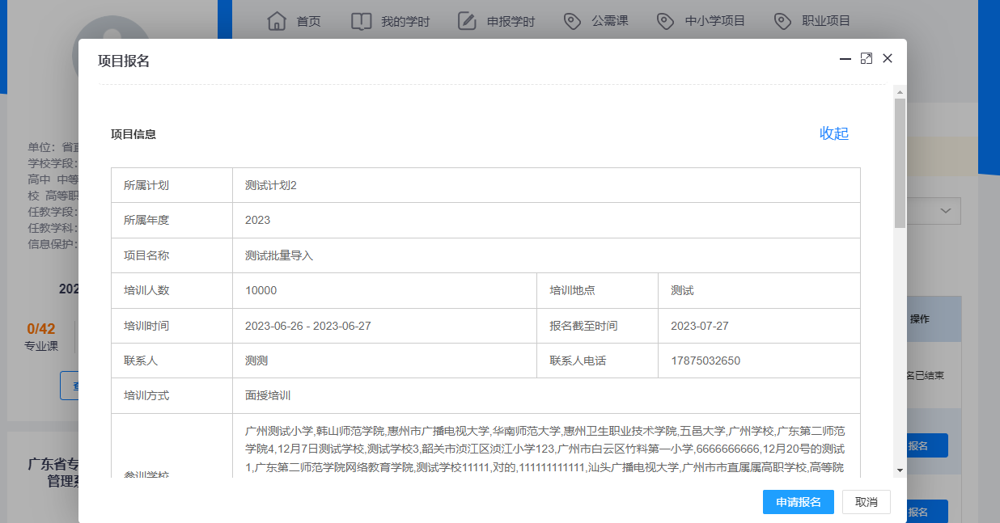 首页
我的学时
申报学时
公需课
中小学项目
职业项目
项目报名
项目信息
收起
单位：省直
学校学段：
高中 中等
校 高等职
任教学段：
任教学科：
信息保护：
202
0/42
专业课
广东省专
管理系
所属计划
测试计划2
所属年度
2023
项目名称
测试批量导入
培训人数
10000
培训地点
测试
培训时间
2023-06-26 - 2023-06-27
报名截至时间
2023-07-27
联系人
测测
联系人电话
17875032650
培训方式
面授培训
参训学校
广州测试小学,韩山师范学院,惠州市广播电视大学,华南师范大学,惠州卫生职业技术学院,五邑大学,广州学校,广东第二师范
学院4,12月7日测试学校,测试学校3,韶关市浈江区浈江小学123,广州市白云区竹料第一小学,6666666666,12月20号的测试
1,广东第二师范学院网络教育学院,测试学校11111,对的,111111111111,汕头广播电视大学,广州市市直属属高职学校,高等院
操作
名已结束
报名
报名
申请报名
取消